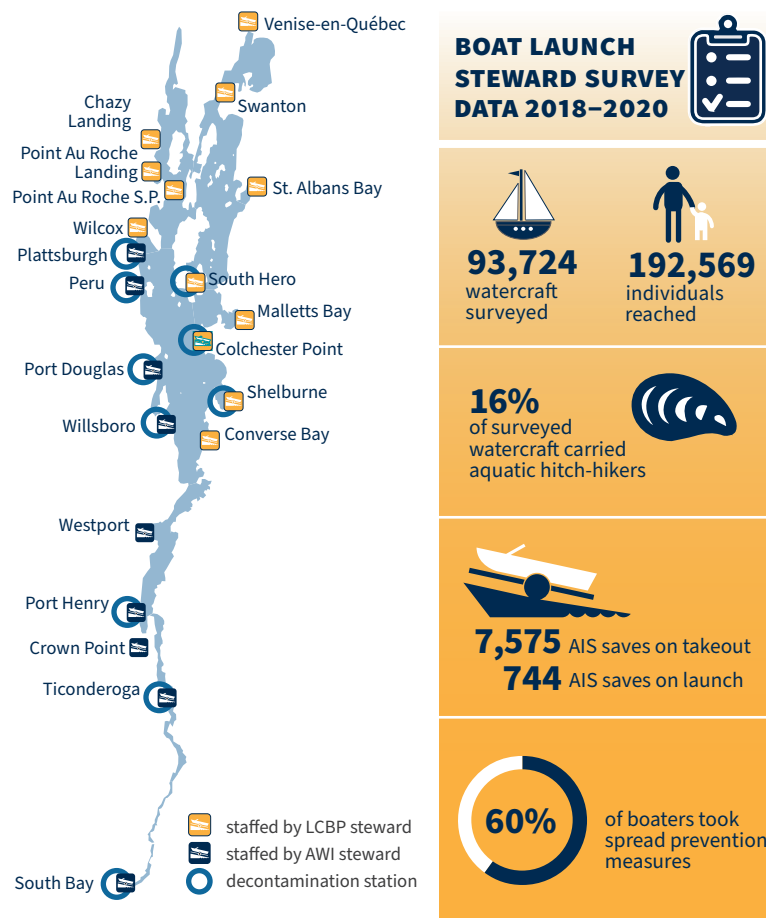 Venise-en-Québec
Swanton
Chazy
Landing
Point Au Roche
Landing
Point Au Roche S.P.
St. Albans Bay
Wilcox
Plattsburgh
Peru
South Hero
Malletts Bay
Colchester Point
Port Douglas
Shelburne
Willsboro
Converse Bay
Westport
Port Henry
Crown Point
Ticonderoga
South Bay
staffed by LCBP steward
staffed by AWI steward
decontamination station
BOAT LAUNCH
STEWARD SURVEY
DATA 2018–2020
93,724
watercraft
surveyed
192,569
individuals
reached
16%
of surveyed
watercraft carried
aquatic hitch-hikers
7,575 AIS saves on takeout
744 AIS saves on launch
60%
of boaters took
spread prevention
measures